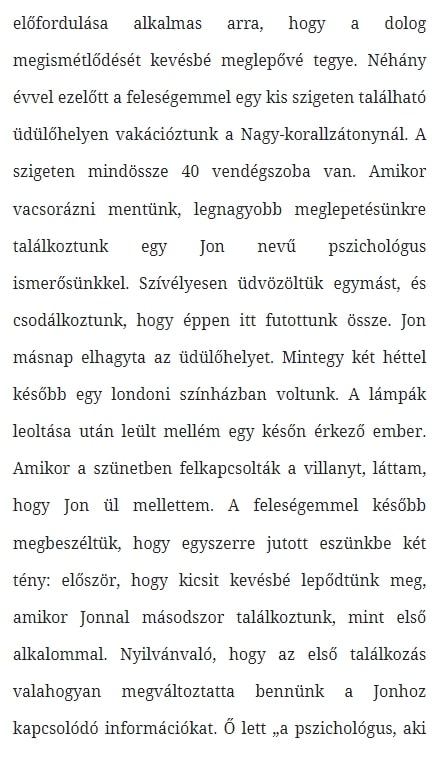 előfordulása alkalmas arra, hogy a dolog
megismétlődését kevésbé meglepővé tegye. Néhány
évvel ezelőtt a feleségemmel egy kis szigeten található
üdülőhelyen vakációztunk a Nagy-korallzátonynál. A
szigeten mindössze 40 vendégszoba van. Amikor
vacsorázni mentünk, legnagyobb meglepetésünkre
találkoztunk egy Jon nevű pszichológus
ismerősünkkel. Szívélyesen üdvözöltük egymást, és
csodálkoztunk, hogy éppen itt futottunk össze. Jon
másnap elhagyta az üdülőhelyet. Mintegy két héttel
később egy londoni színházban voltunk. A lámpák
leoltása után leült mellém egy későn érkező ember.
Amikor a szünetben felkapcsolták a villanyt, láttam,
hogy Jon ül mellettem. A feleségemmel később
megbeszéltük, hogy egyszerre jutott eszünkbe két
tény: először, hogy kicsit kevésbé lepődtünk meg,
amikor Jonnal másodszor találkoztunk, mint első
alkalommal. Nyilvánvaló, hogy az első találkozás
valahogyan megváltoztatta bennünk a Jonhoz
kapcsolódó információkat. Ő lett „a pszichológus, aki